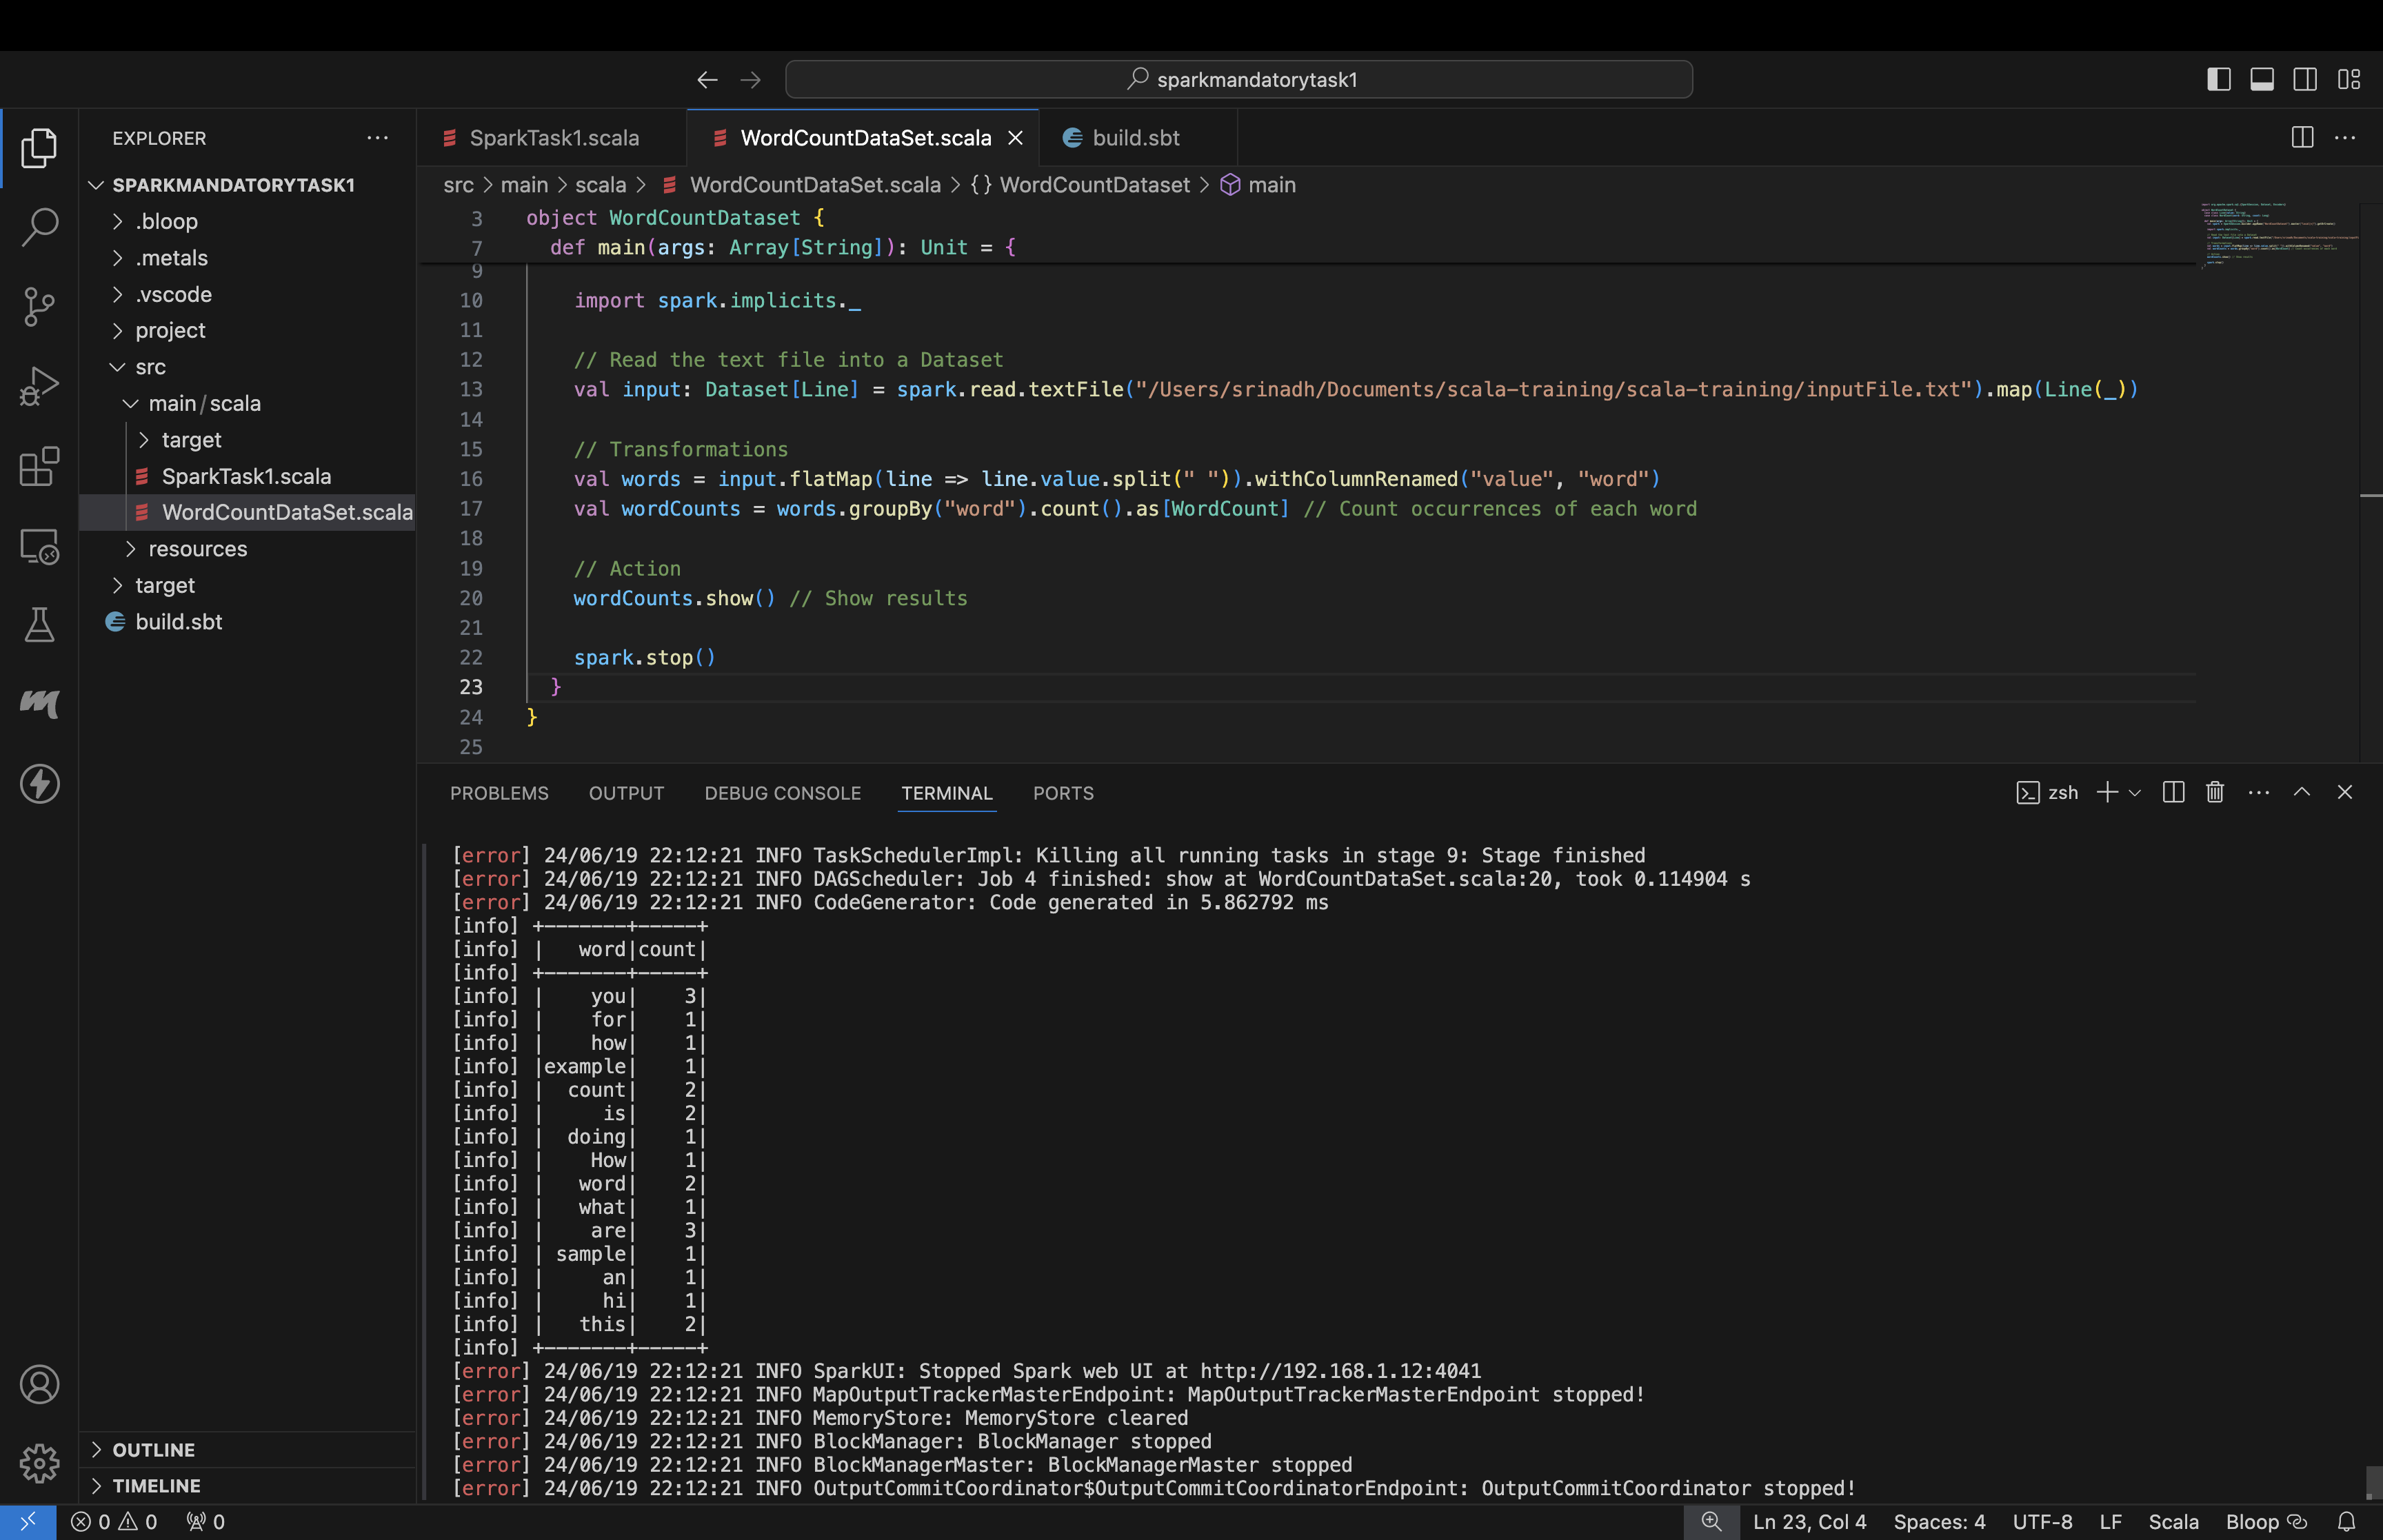 sparkmandatorytask1
EXPLORER
SPARKMANDATORYTASK1
.bloop
.metals
.vscode
project
src
main/scala
target
SparkTask1.scala
WordCountDataSet.scala
resources
target
build.sbt
OUTLINE
TIMELINE
SparkTask1.scala WordCountDataSet.scala build.sbt
src > main > scala > WordCountDataSet.scala > {} WordCountDataset > main
3 object WordCountDataset {
7 def main(args: Array[String]): Unit = {
9
10 import spark.implicits._
11
12 // Read the text file into a Dataset
13 val input: Dataset[Line] = spark.read.textFile("/Users/srinadh/Documents/scala-training/scala-training/inputFile.txt").map(Line(_))
14
15 // Transformations
16 val words = input.flatMap(line => line.value.split(" ")).withColumnRenamed("value", "word")
17 val wordCounts = words.groupBy("word").count().as[WordCount] // Count occurrences of each word
18
19 // Action
20 wordCounts.show() // Show results
21
22 spark.stop()
23 }
24 }
25
PROBLEMS OUTPUT DEBUG CONSOLE TERMINAL PORTS
zsh
[error] 24/06/19 22:12:21 INFO TaskSchedulerImpl: Killing all running tasks in stage 9: Stage finished
[error] 24/06/19 22:12:21 INFO DAGScheduler: Job 4 finished: show at WordCountDataSet.scala:20, took 0.114904 s
[error] 24/06/19 22:12:21 INFO CodeGenerator: Code generated in 5.862792 ms
[info] +-------+-----+
[info] |   word|count|
[info] +-------+-----+
[info] |    you|    3|
[info] |    for|    1|
[info] |    how|    1|
[info] |example|    1|
[info] |  count|    2|
[info] |     is|    2|
[info] |  doing|    1|
[info] |    How|    1|
[info] |   word|    2|
[info] |   what|    1|
[info] |    are|    3|
[info] | sample|    1|
[info] |     an|    1|
[info] |     hi|    1|
[info] |   this|    2|
[info] +-------+-----+
[error] 24/06/19 22:12:21 INFO SparkUI: Stopped Spark web UI at http://192.168.1.12:4041
[error] 24/06/19 22:12:21 INFO MapOutputTrackerMasterEndpoint: MapOutputTrackerMasterEndpoint stopped!
[error] 24/06/19 22:12:21 INFO MemoryStore: MemoryStore cleared
[error] 24/06/19 22:12:21 INFO BlockManager: BlockManager stopped
[error] 24/06/19 22:12:21 INFO BlockManagerMaster: BlockManagerMaster stopped
[error] 24/06/19 22:12:21 INFO OutputCommitCoordinator$OutputCommitCoordinatorEndpoint: OutputCommitCoordinator stopped!
0 0 0 Ln 23, Col 4 Spaces: 4 UTF-8 LF Scala Bloop